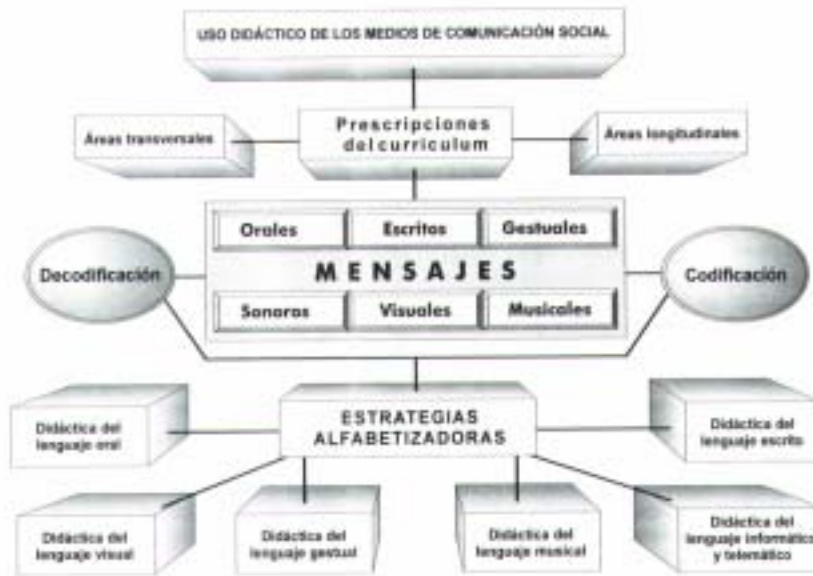 USO DIDÁCTICO DE LOS MEDIOS DE COMUNICACIÓN SOCIAL
Áreas transversales
Prescripciones
del curriculum
Áreas longitudinales
Orales
Escritos
Gestuales
Decodificación
MENSAJES
Codificación
Sonoros
Visuales
Musicales
ESTRATEGIAS
ALFABETIZADORAS
Didáctica del
lenguaje oral
Didáctica del
lenguaje escrito
Didáctica del
lenguaje visual
Didáctica del
lenguaje gestual
Didáctica del
lenguaje musical
Didáctica del
lenguaje informático
y telemático